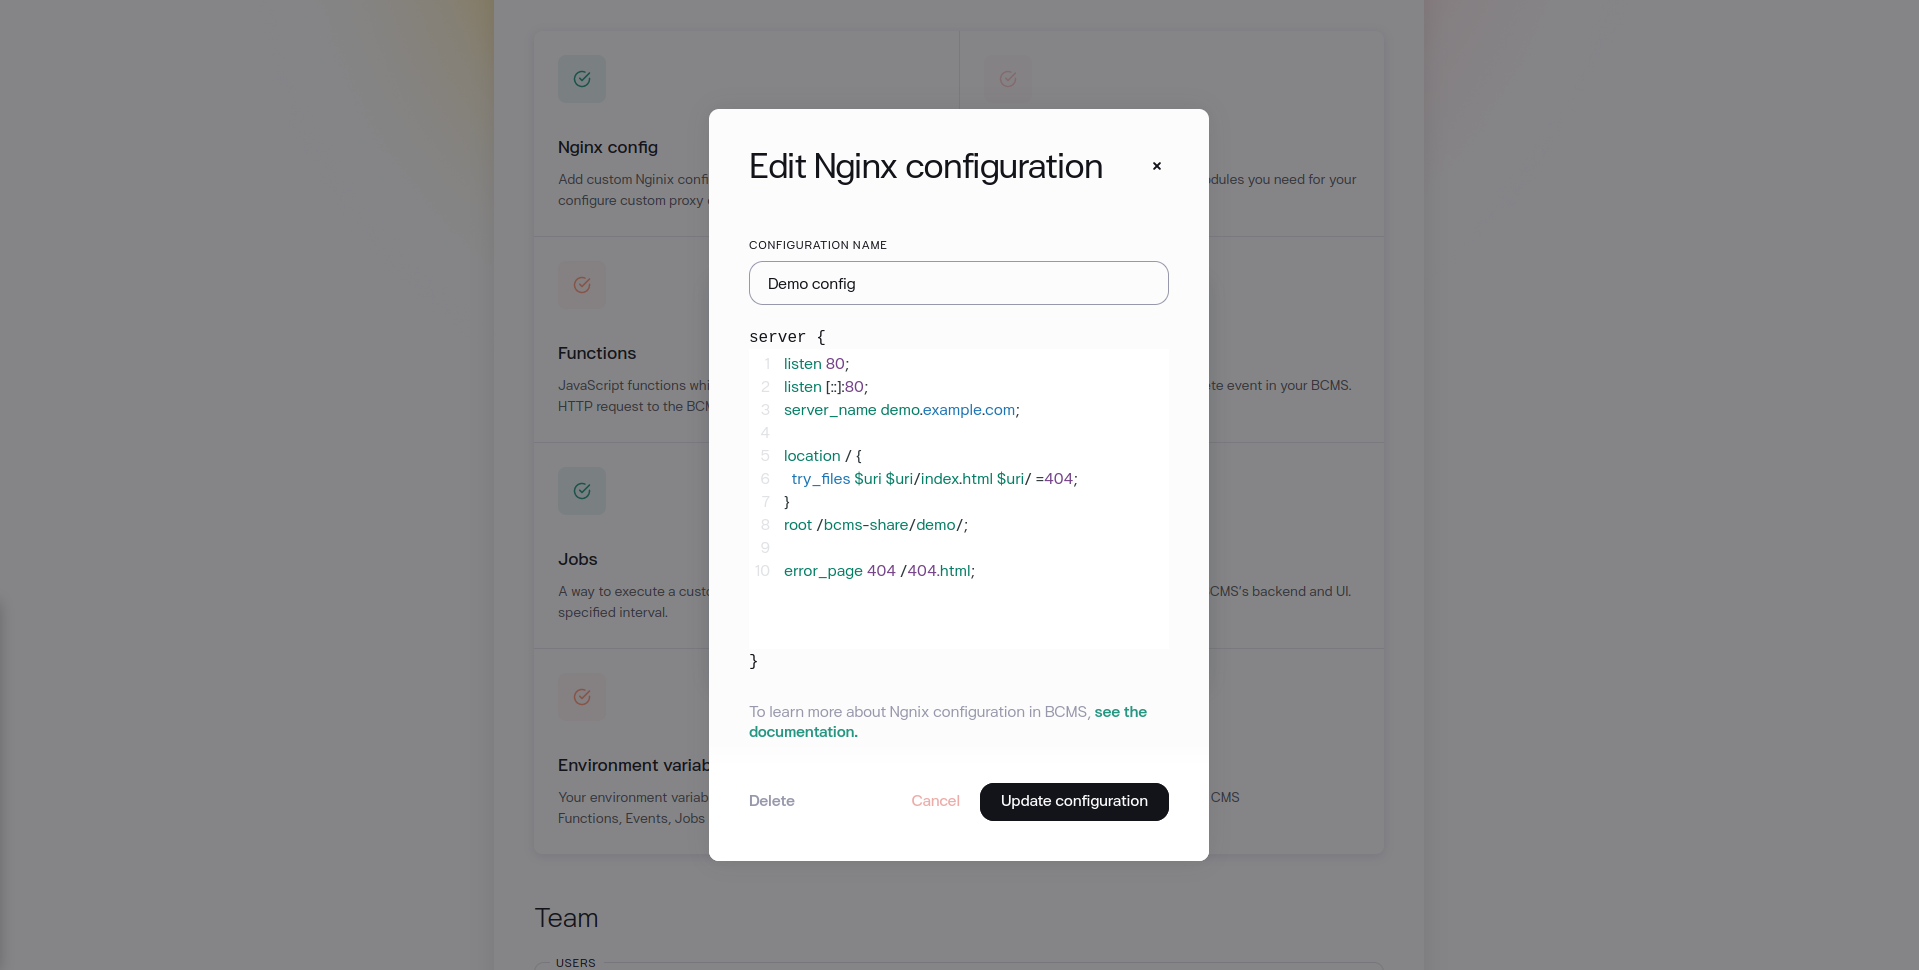 Nginx config
Add custom Nginix confi
configure custom proxy
dules you need for your
Functions
JavaScript functions whi
HTTP request to the BCM
te event in your BCMS.
Jobs
A way to execute a custo
specified interval.
CMS's backend and UI.
Environment variab
Your environment variab
Functions, Events, Jobs
CMS
Edit Nginx configuration
×
CONFIGURATION NAME
Demo config
server {
1 listen 80;
2 listen [::]:80;
3 server_name demo.example.com;
4
5 location / {
6 try_files $uri $uri/index.html $uri/ =404;
7 }
8 root /bcms-share/demo/;
9
10 error_page 404 /404.html;
}
To learn more about Ngnix configuration in BCMS, see the
documentation.
Delete
Cancel
Update configuration
Team
USERS